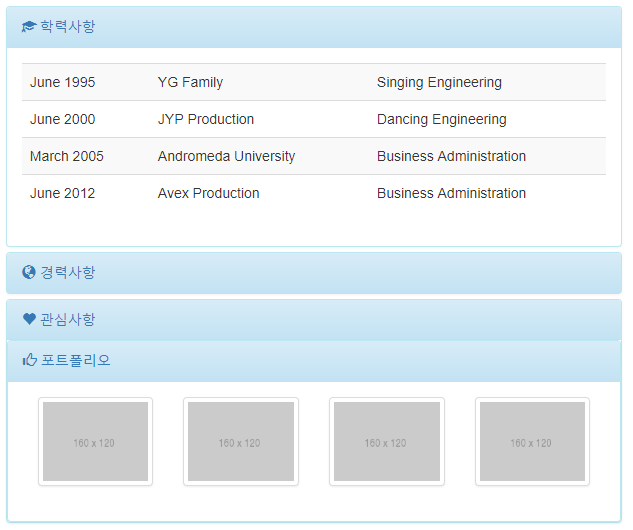 학력사항
June 1995 YG Family Singing Engineering
June 2000 JYP Production Dancing Engineering
March 2005 Andromeda University Business Administration
June 2012 Avex Production Business Administration
경력사항
관심사항
포트폴리오
160 x 120 160 x 120 160 x 120 160 x 120